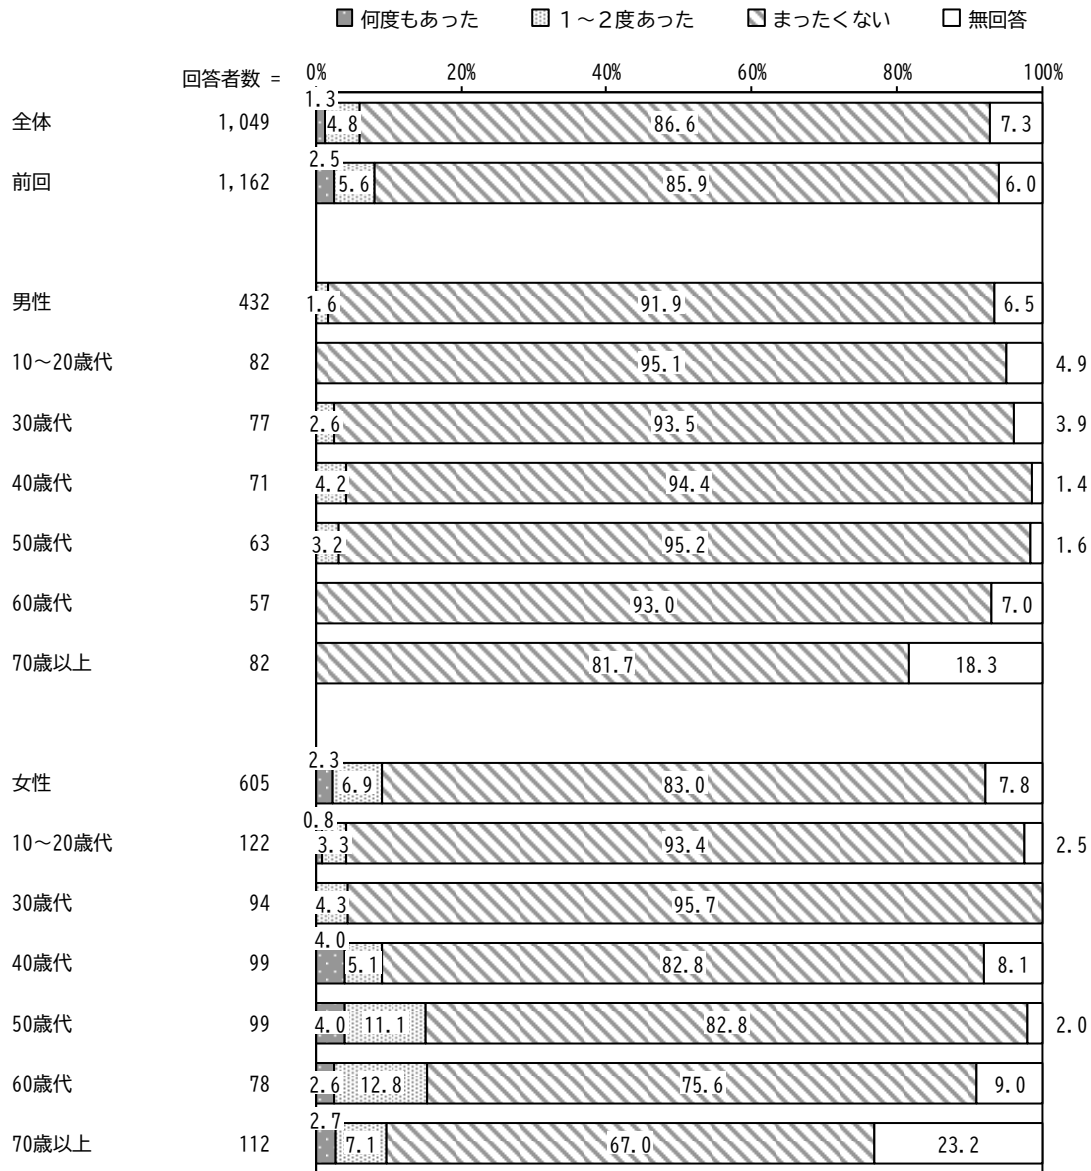 何度もあった １～２度あった まったくない 無回答
回答者数 = 0% 20% 40% 60% 80% 100%
全体 1,049 1.3 4.8 86.6 7.3
前回 1,162 2.5 5.6 85.9 6.0
男性 432 1.6 91.9 6.5
10～20歳代 82 95.1 4.9
30歳代 77 2.6 93.5 3.9
40歳代 71 4.2 94.4 1.4
50歳代 63 3.2 95.2 1.6
60歳代 57 93.0 7.0
70歳以上 82 81.7 18.3
女性 605 2.3 6.9 83.0 7.8
10～20歳代 122 0.8 3.3 93.4 2.5
30歳代 94 4.3 95.7
40歳代 99 4.0 5.1 82.8 8.1
50歳代 99 4.0 11.1 82.8 2.0
60歳代 78 2.6 12.8 75.6 9.0
70歳以上 112 2.7 7.1 67.0 23.2